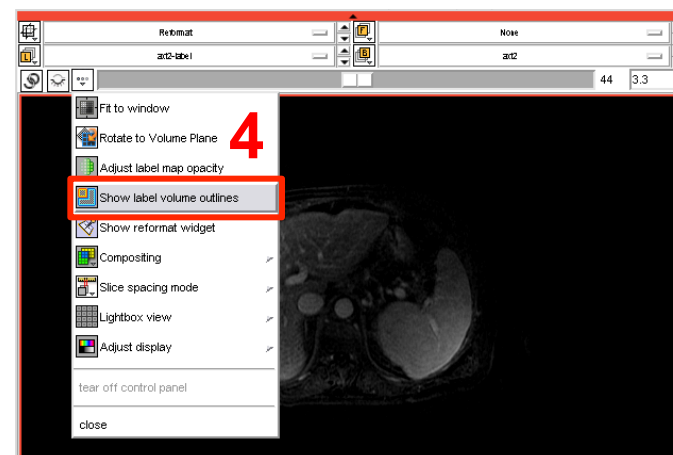 Reformat
F
None
L
axt2-label
B
axt2
44
3.3
Fit to window
Rotate to Volume Plane
4
Adjust label map opacity
Show label volume outlines
Show reformat widget
Compositing
Slice spacing mode
Lightbox view
Adjust display
tear off control panel
close